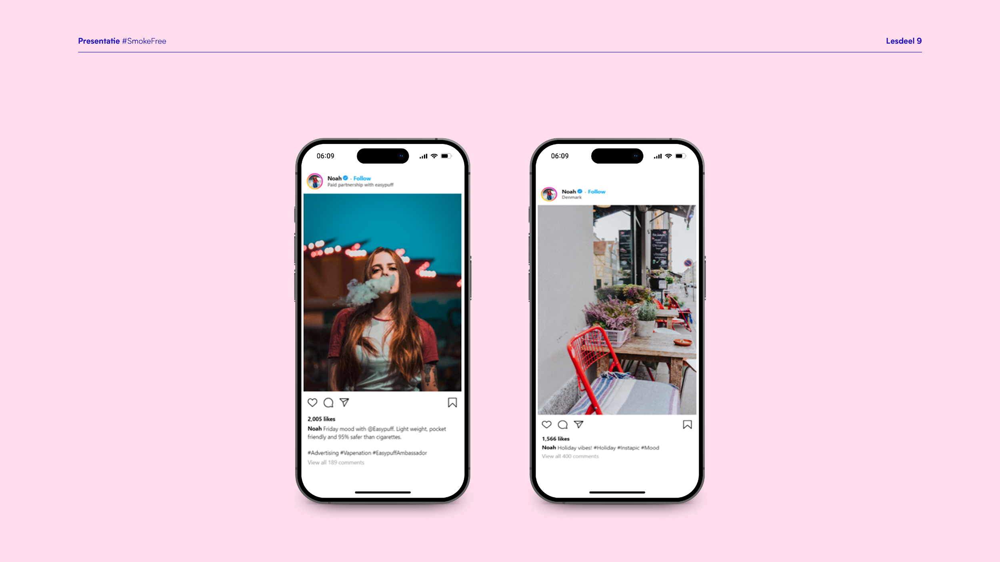 Presentatie #SmokeFree
Lesdeel 9
06:09
Noah · Follow
Paid partnership with easypuff
2,005 likes
Noah Friday mood with @Easypuff. Light weight, pocket
friendly and 95% safer than cigarettes.
#Advertising #Vapenation #EasypuffAmbassador
View all 189 comments
06:09
Noah · Follow
Denmark
1,566 likes
Noah Holiday vibes! #Holiday #Instapic #Mood
View all 400 comments